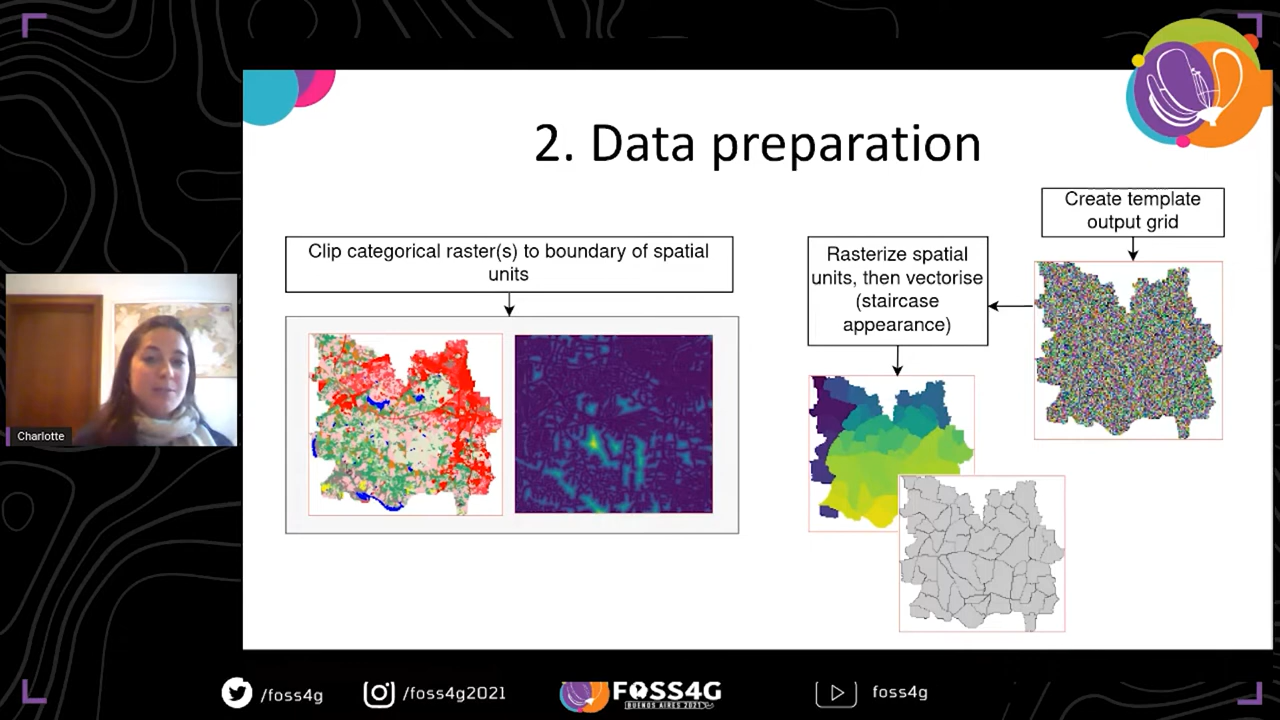 2. Data preparation
Create template
output grid
Clip categorical raster(s) to boundary of spatial
units
Rasterize spatial
units, then vectorise
(staircase
appearance)
Charlotte
/foss4g
/foss4g2021
FOSS4G
BUENOS AIRES 2021
foss4g